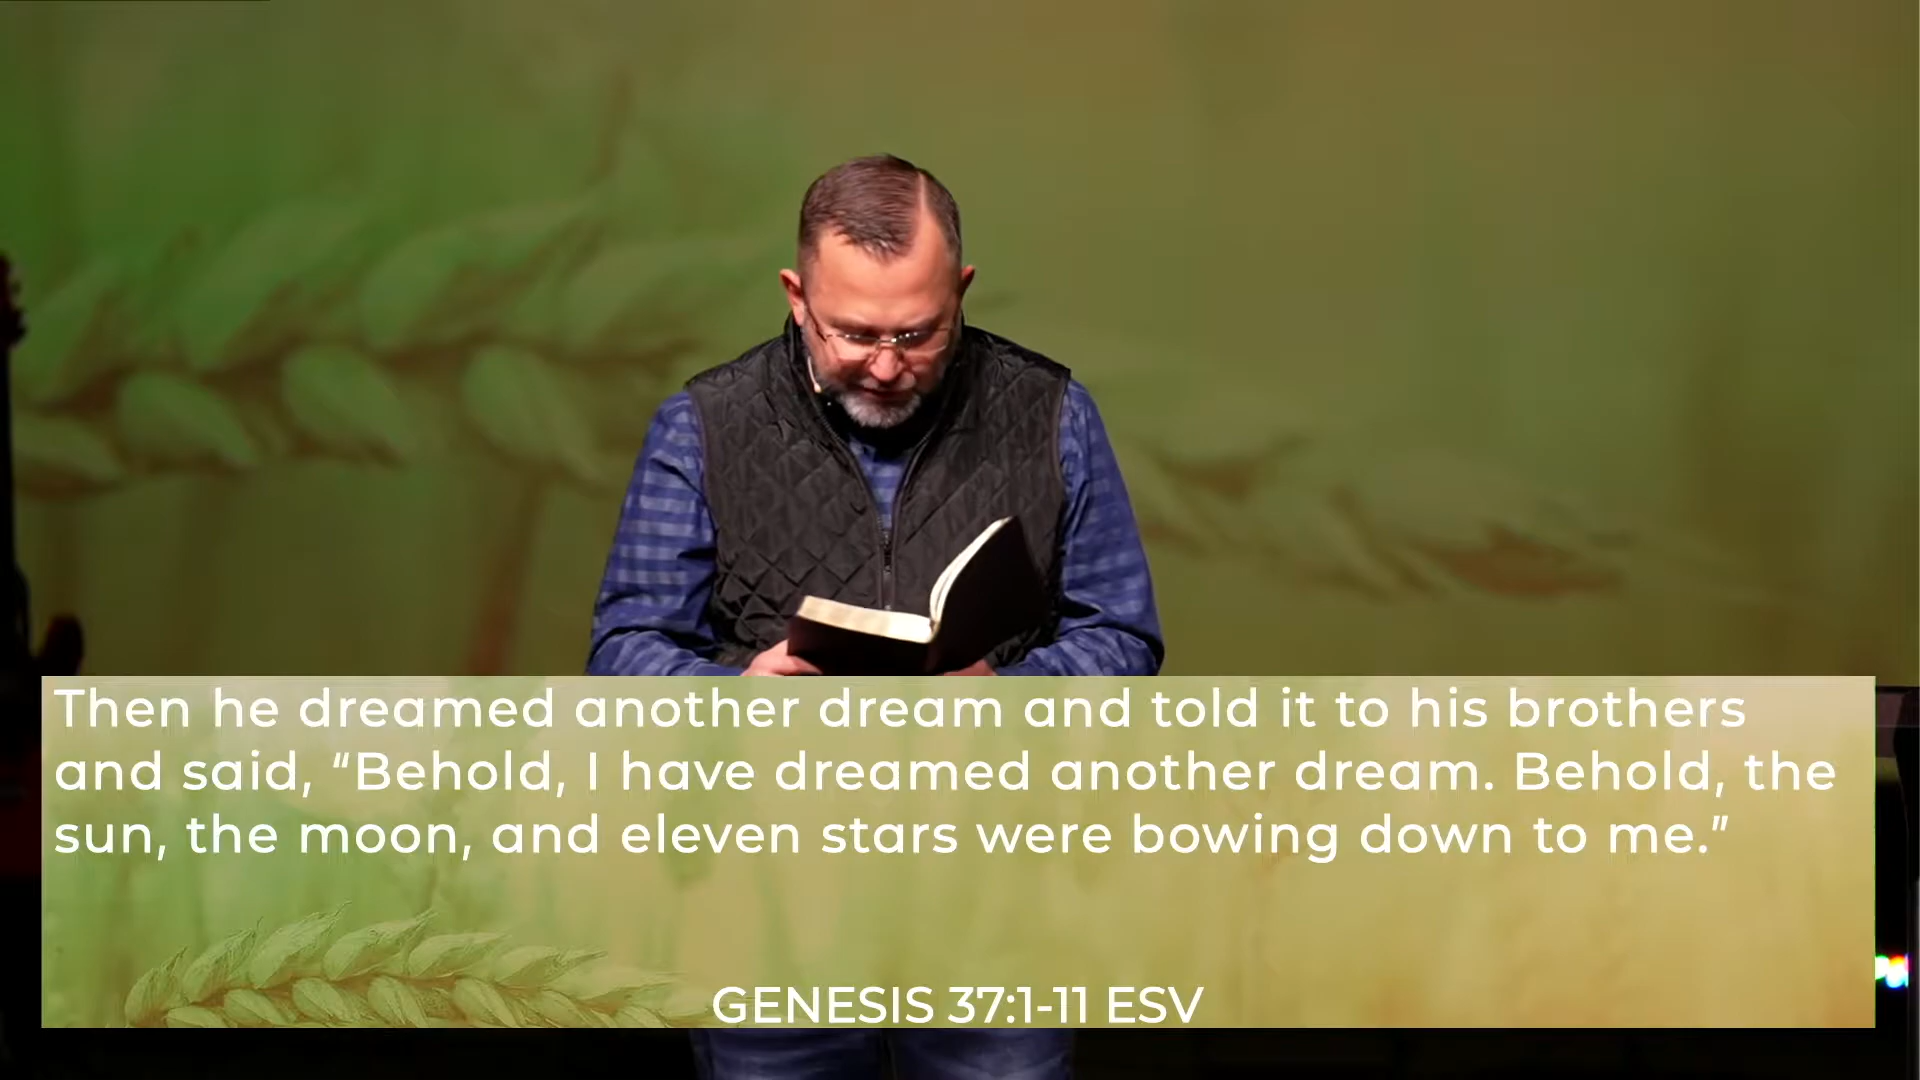 Then he dreamed another dream and told it to his brothers
and said, “Behold, I have dreamed another dream. Behold, the
sun, the moon, and eleven stars were bowing down to me.”
GENESIS 37:1-11 ESV